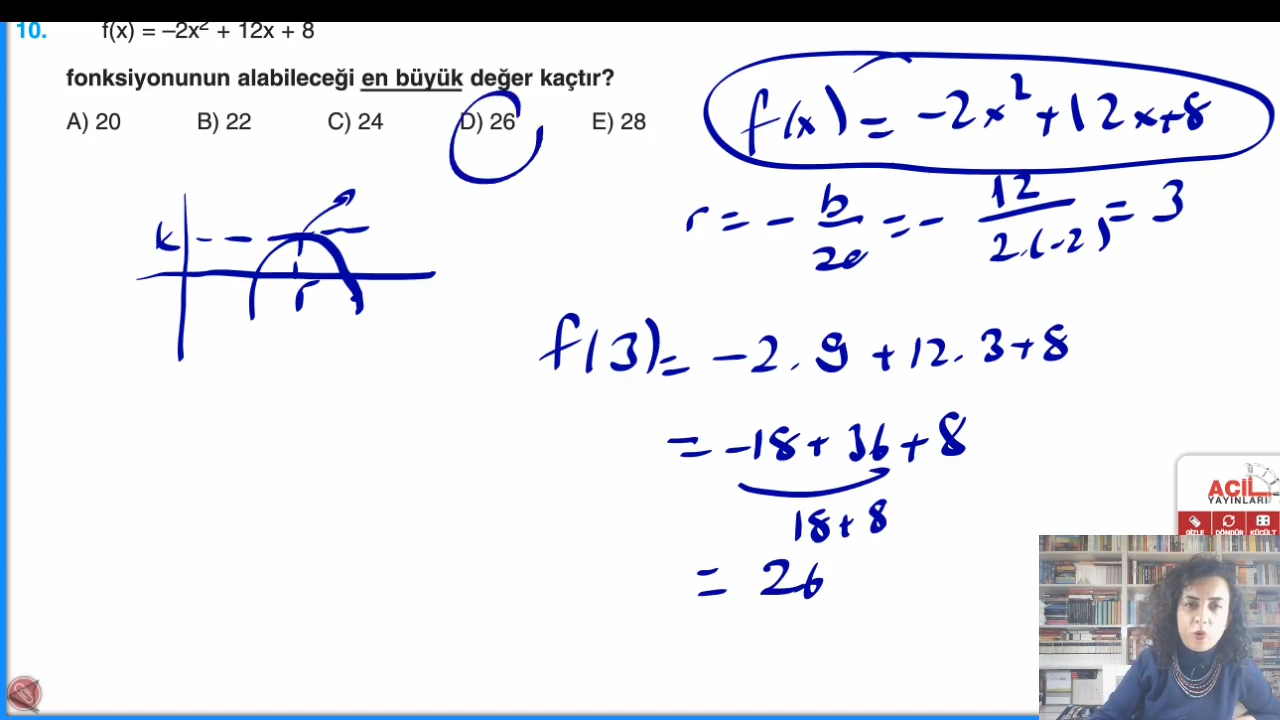 10. f(x) = –2x² + 12x + 8
fonksiyonunun alabileceği en büyük değer kaçtır?
A) 20 B) 22 C) 24 D) 26 E) 28
f(x) = -2x² + 12x + 8
r = - b/2a = - 12/2.(-2) = 3
k
r
f(3) = -2.9 + 12.3 + 8
= -18 + 36 + 8
18 + 8
= 26
ACİL
YAYINLARI
GİZLE DÖNDÜR KÜÇÜLT